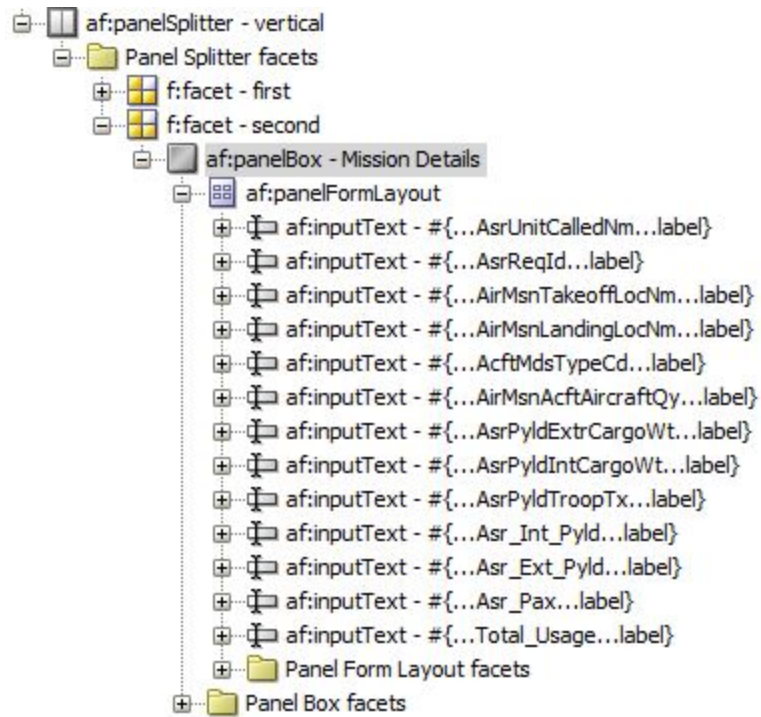 af:panelSplitter - vertical
Panel Splitter facets
f:facet - first
f:facet - second
af:panelBox - Mission Details
af:panelFormLayout
af:inputText - #{...AsrUnitCalledNm...label}
af:inputText - #{...AsrReqId...label}
af:inputText - #{...AirMsnTakeoffLocNm...label}
af:inputText - #{...AirMsnLandingLocNm...label}
af:inputText - #{...AcftMdsTypeCd...label}
af:inputText - #{...AirMsnAcftAircraftQy...label}
af:inputText - #{...AsrPyldExtrCargoWt...label}
af:inputText - #{...AsrPyldIntCargoWt...label}
af:inputText - #{...AsrPyldTroopTx...label}
af:inputText - #{...Asr_Int_Pyld...label}
af:inputText - #{...Asr_Ext_Pyld...label}
af:inputText - #{...Asr_Pax...label}
af:inputText - #{...Total_Usage...label}
Panel Form Layout facets
Panel Box facets